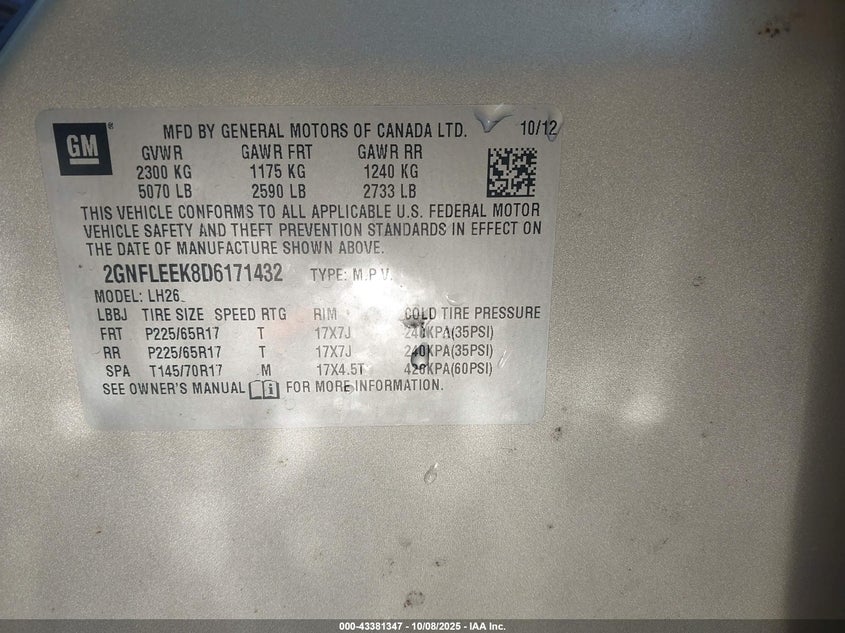 GM ® MFD BY GENERAL MOTORS OF CANADA LTD. 10/12
GVWR GAWR FRT GAWR RR
2300 KG 1175 KG 1240 KG
5070 LB 2590 LB 2733 LB
THIS VEHICLE CONFORMS TO ALL APPLICABLE U.S. FEDERAL MOTOR
VEHICLE SAFETY AND THEFT PREVENTION STANDARDS IN EFFECT ON
THE DATE OF MANUFACTURE SHOWN ABOVE.
2GNFLEEK8D6171432 TYPE: M.P.V.
MODEL: LH26
LBBJ TIRE SIZE SPEED RTG RIM COLD TIRE PRESSURE
FRT P225/65R17 T 17X7J 240KPA(35PSI)
RR P225/65R17 T 17X7J 240KPA(35PSI)
SPA T145/70R17 M 17X4.5T 420KPA(60PSI)
SEE OWNER'S MANUAL FOR MORE INFORMATION.
000-43381347 - 10/08/2025 - IAA Inc.